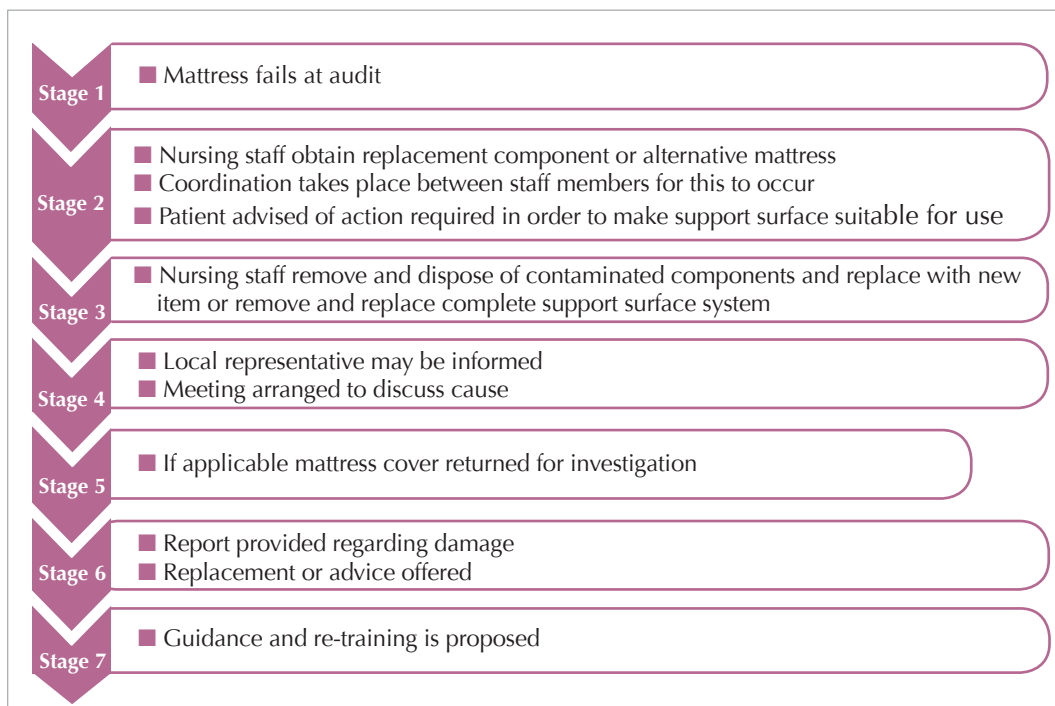 Stage 1
■ Mattress fails at audit
Stage 2
■ Nursing staff obtain replacement component or alternative mattress
■ Coordination takes place between staff members for this to occur
■ Patient advised of action required in order to make support surface suitable for use
Stage 3
■ Nursing staff remove and dispose of contaminated components and replace with new
item or remove and replace complete support surface system
Stage 4
■ Local representative may be informed
■ Meeting arranged to discuss cause
Stage 5
■ If applicable mattress cover returned for investigation
Stage 6
■ Report provided regarding damage
■ Replacement or advice offered
Stage 7
■ Guidance and re-training is proposed